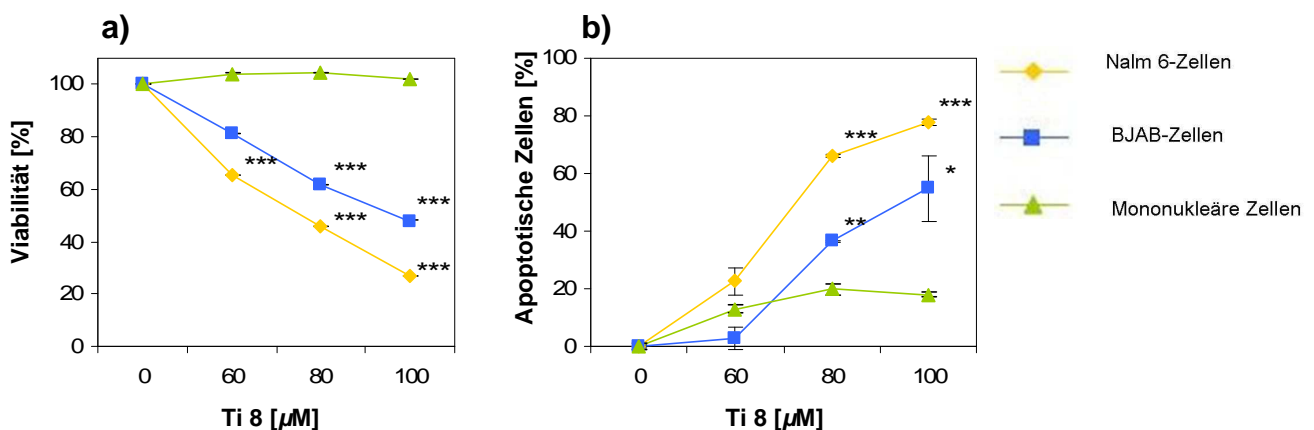 a)
Viabilität [%]
100
80
60
40
20
0
***
***
***
***
***
0 60 80 100
Ti 8 [µM]
b)
Apoptotische Zellen [%]
100
80
60
40
20
0
***
***
**
*
0 60 80 100
Ti 8 [µM]
Nalm 6-Zellen
BJAB-Zellen
Mononukleäre Zellen